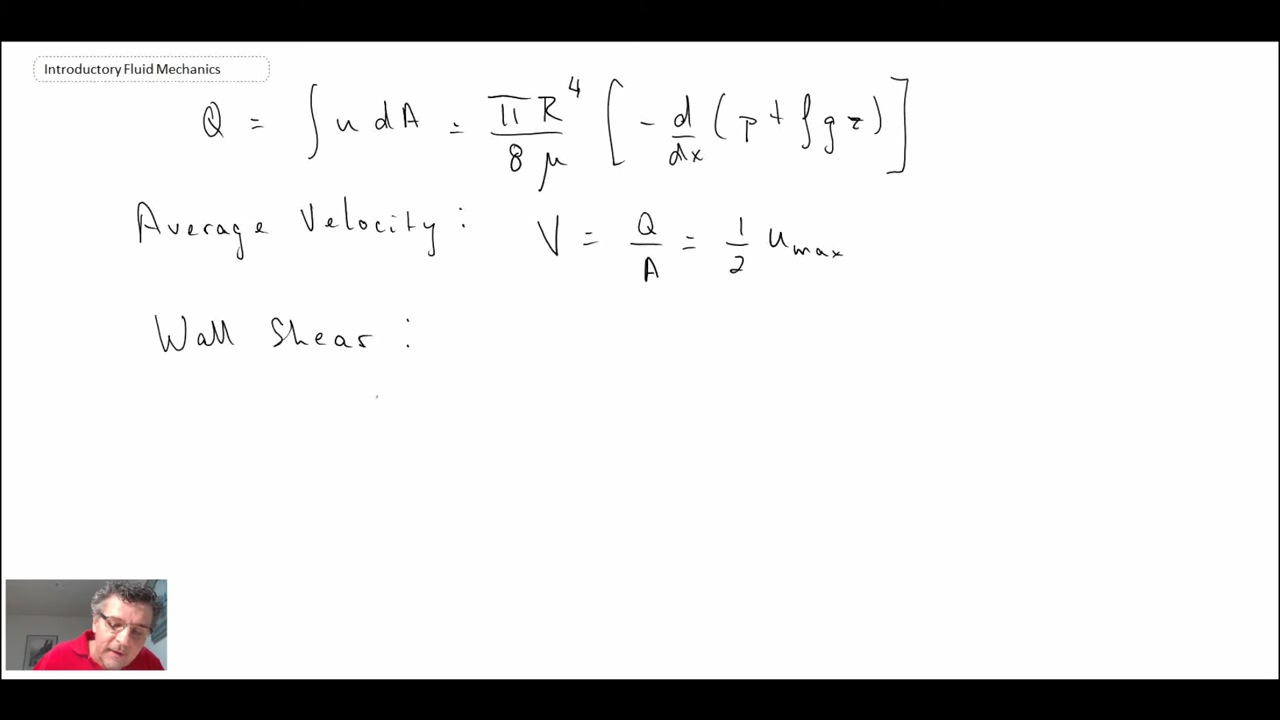 Introductory Fluid Mechanics
Q = ∫ u dA = πR⁴/8μ [ - d/dx (p + ρgz) ]
Average Velocity : V = Q/A = 1/2 u_max
Wall Shear :